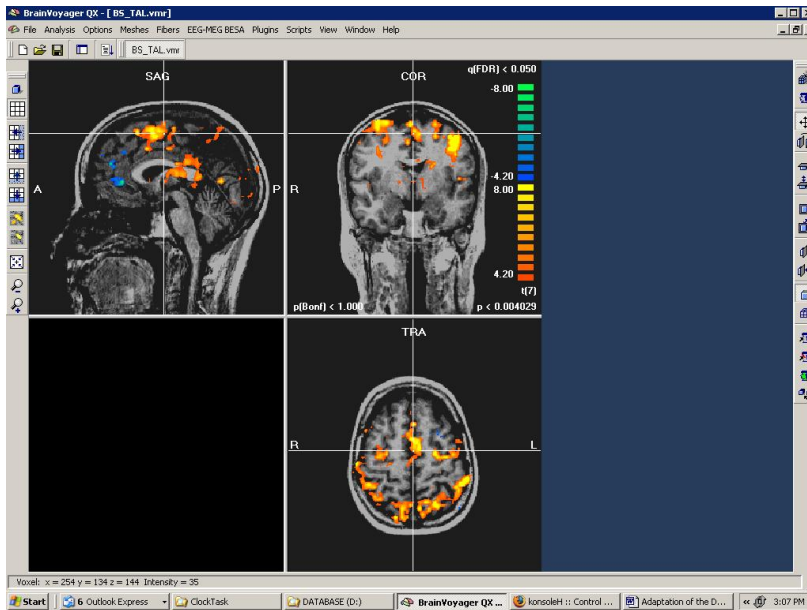 BrainVoyager QX - [ BS_TAL.vmr]
File Analysis Options Meshes Fibers EEG-MEG BESA Plugins Scripts View Window Help
BS_TAL.vmr
SAG
A
P
COR
q(FDR) < 0.050
-8.00
-4.20
8.00
4.20
t(7)
R
p(Bonf) < 1.000
p < 0.004029
TRA
R
L
Voxel: x = 254 y = 134 z = 144 Intensity = 35
Start 6 Outlook Express ClockTask DATABASE (D:) BrainVoyager QX ... konsoleH :: Control ... Adaptation of the D... « 3:07 PM